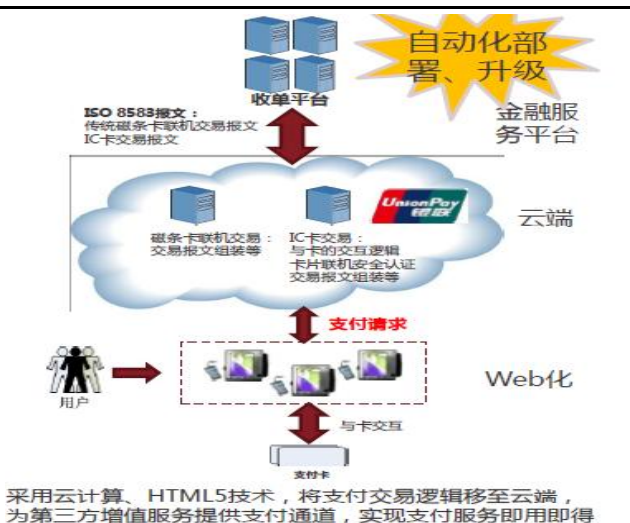 自动化部
署、升级
收单平台
ISO 8583报文：
传统磁条卡联机交易报文
IC卡交易报文
金融服
务平台
UnionPay
银联
云端
磁条卡联机交易：
交易报文组装等
IC卡交易：
与卡的交互逻辑
卡片联机安全认证
交易报文组装等
支付请求
用户
Web化
与卡交互
支付卡
采用云计算、HTML5技术，将支付交易逻辑移至云端，
为第三方增值服务提供支付通道，实现支付服务即用即得